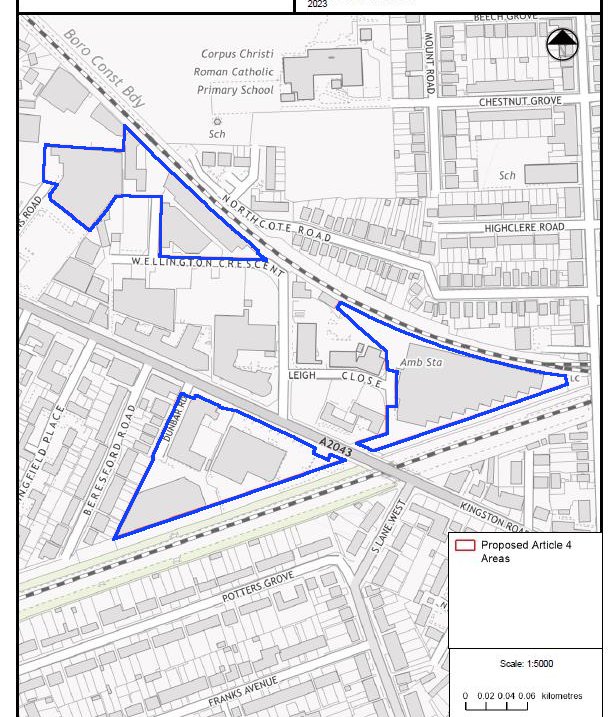 2023
BEECH GROVE
Boro Const Bdy
Corpus Christi
Roman Catholic
Primary School
MOUNT ROAD
CHESTNUT GROVE
Sch
Sch
NORTHCOTE ROAD
HIGHCLERE ROAD
WELLINGTON CRESCENT
Amb Sta
LC
LEIGH CLOSE
DUNBAR RD
A2043
BERESFORD ROAD
KINGSTON ROAD
S LANE WEST
POTTERS GROVE
FRANKS AVENUE
Proposed Article 4
Areas
Scale: 1:5000
0 0.02 0.04 0.06 kilometres